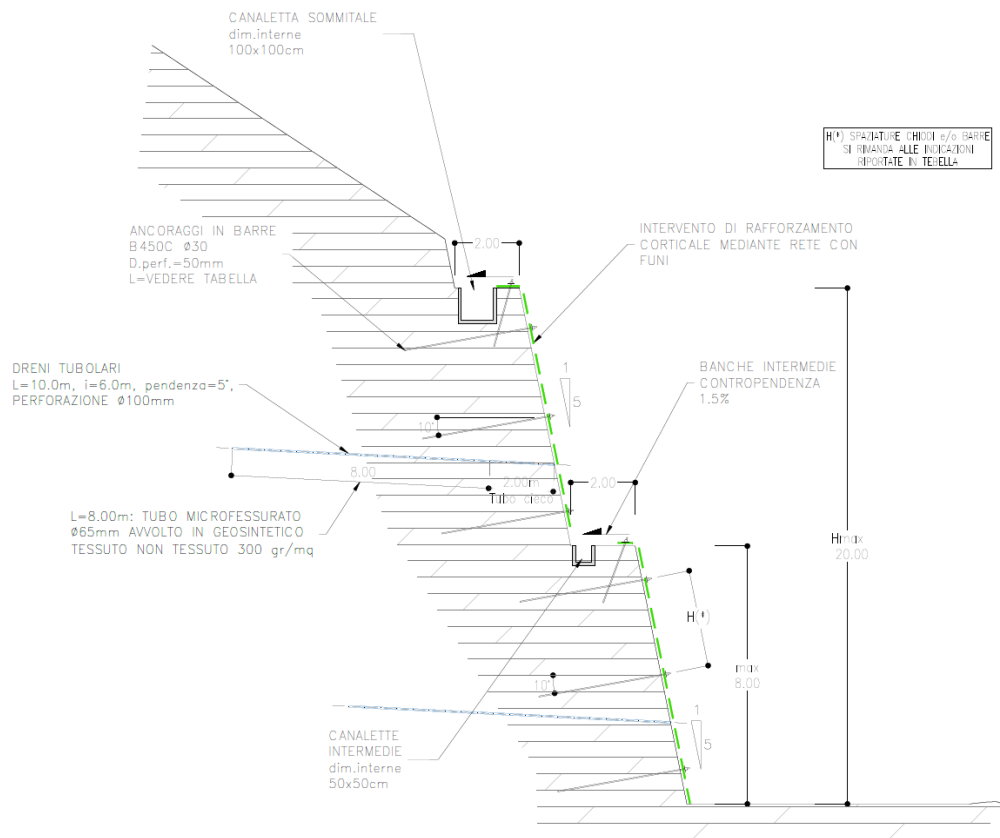 CANALETTA SOMMITALE
dim.interne
100x100cm
H(*) SPAZIATURE CHIODI e/o BARRE
SI RIMANDA ALLE INDICAZIONI
RIPORTATE IN TEBELLA
ANCORAGGI IN BARRE
B450C Ø30
D.perf.=50mm
L=VEDERE TABELLA
2.00
INTERVENTO DI RAFFORZAMENTO
CORTICALE MEDIANTE RETE CON
FUNI
DRENI TUBOLARI
L=10.0m, i=6.0m, pendenza=5°,
PERFORAZIONE Ø100mm
1
5
BANCHE INTERMEDIE
CONTROPENDENZA
1.5%
10°
8.00
2.00m
Tubo cieco
2.00
L=8.00m: TUBO MICROFESSURATO
Ø65mm AVVOLTO IN GEOSINTETICO
TESSUTO NON TESSUTO 300 gr/mq
Hmax
20.00
H(*)
max
8.00
10°
1
5
CANALETTE
INTERMEDIE
dim.interne
50x50cm